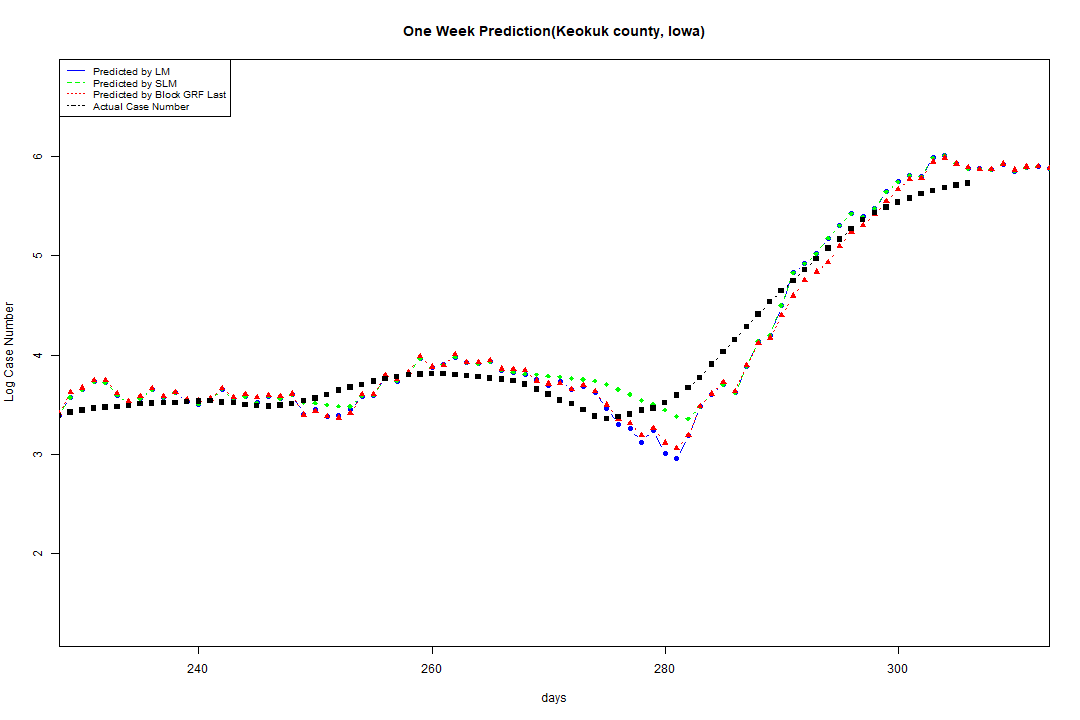 One Week Prediction(Keokuk county, Iowa)
Predicted by LM
Predicted by SLM
Predicted by Block GRF Last
Actual Case Number
6
5
4
3
2
Log Case Number
240 260 280 300
days